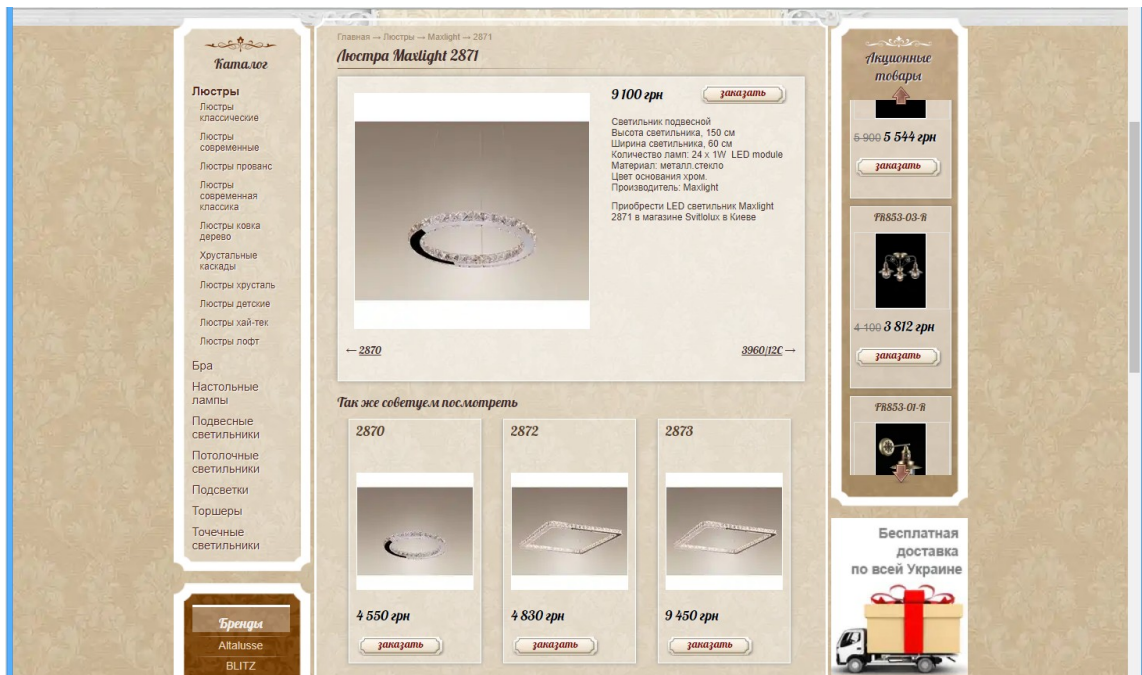 Каталог
Люстры
Люстры
классические
Люстры
современные
Люстры прованс
Люстры
современная
классика
Люстры ковка
дерево
Хрустальные
каскады
Люстры хрусталь
Люстры детские
Люстры хай-тек
Люстры лофт
Бра
Настольные
лампы
Подвесные
светильники
Потолочные
светильники
Подсветки
Торшеры
Точечные
светильники
Бренды
Altalusse
BLITZ
Главная → Люстры → Maxlight → 2871
Люстра Maxlight 2871
9 100 грн
заказать
Светильник подвесной
Высота светильника, 150 см
Ширина светильника, 60 см
Количество ламп: 24 х 1W LED module
Материал: металл.стекло
Цвет основания хром.
Производитель: Maxlight
Приобрести LED светильник Maxlight
2871 в магазине Svitlolux в Киеве
← 2870
3960/12C →
Так же советуем посмотреть
2870
4 550 грн
заказать
2872
4 830 грн
заказать
2873
9 450 грн
заказать
Акционные
товары
5 900 5 544 грн
заказать
FR853-03-R
4 100 3 812 грн
заказать
FR853-01-R
Бесплатная
доставка
по всей Украине